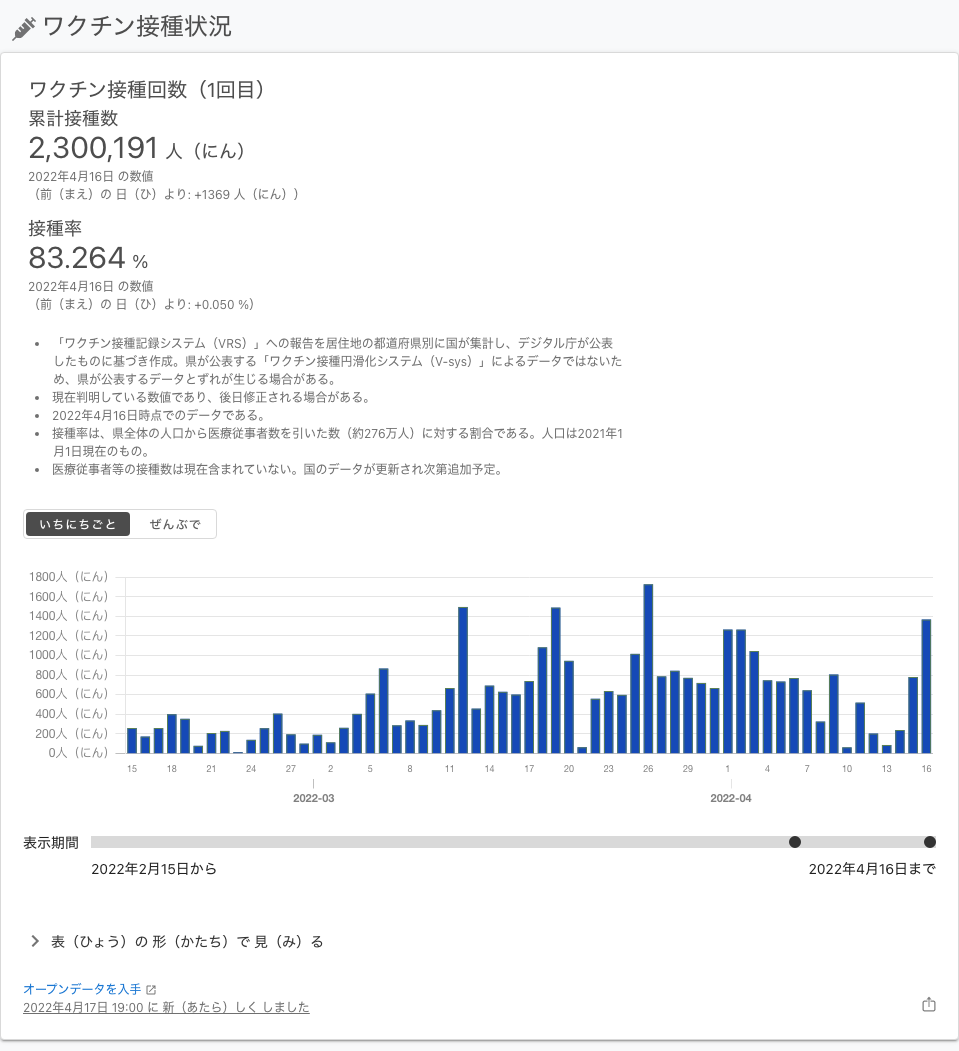 ワクチン接種状況
ワクチン接種回数（1回目）
累計接種数
2,300,191 人（にん）
2022年4月16日 の数値
（前（まえ）の 日（ひ）より: +1369 人（にん））
接種率
83.264 %
2022年4月16日 の数値
（前（まえ）の 日（ひ）より: +0.050 %）
• 「ワクチン接種記録システム（VRS）」への報告を居住地の都道府県別に国が集計し、デジタル庁が公表
したものに基づき作成。県が公表する「ワクチン接種円滑化システム（V-sys）」によるデータではないた
め、県が公表するデータとずれが生じる場合がある。
• 現在判明している数値であり、後日修正される場合がある。
• 2022年4月16日時点でのデータである。
• 接種率は、県全体の人口から医療従事者数を引いた数（約276万人）に対する割合である。人口は2021年1
月1日現在のもの。
• 医療従事者等の接種数は現在含まれていない。国のデータが更新され次第追加予定。
いちにちごと ぜんぶで
1800人（にん）
1600人（にん）
1400人（にん）
1200人（にん）
1000人（にん）
800人（にん）
600人（にん）
400人（にん）
200人（にん）
0人（にん）
15 18 21 24 27 2 5 8 11 14 17 20 23 26 29 1 4 7 10 13 16
2022-03 2022-04
表示期間
2022年2月15日から 2022年4月16日まで
表（ひょう）の 形（かたち）で 見（み）る
オープンデータを入手
2022年4月17日 19:00 に 新（あたら）しく しました